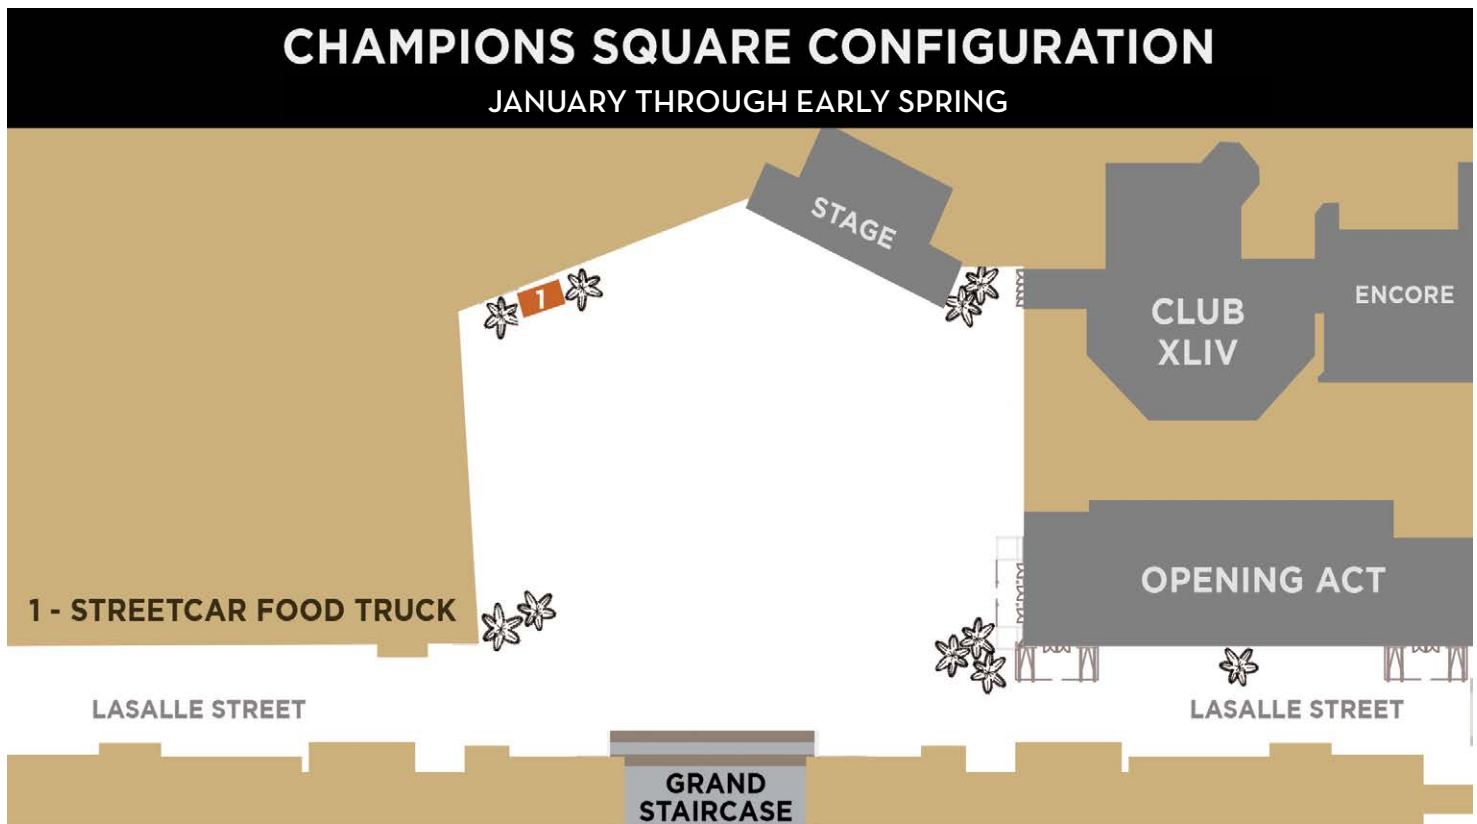 CHAMPIONS SQUARE CONFIGURATION
JANUARY THROUGH EARLY SPRING
STAGE
1
CLUB
XLIV
ENCORE
OPENING ACT
1 - STREETCAR FOOD TRUCK
LASALLE STREET
LASALLE STREET
GRAND
STAIRCASE